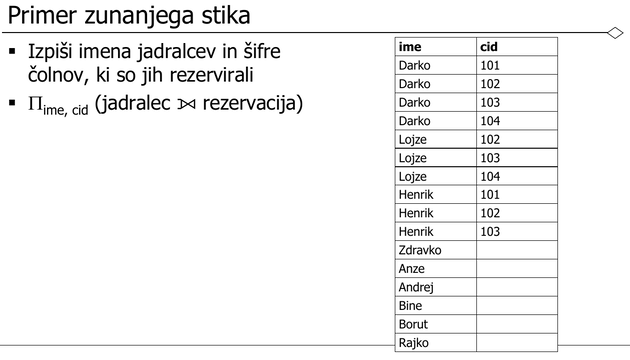 Primer zunanjega stika
▪ Izpiši imena jadralcev in šifre
čolnov, ki so jih rezervirali
▪ Π ime, cid (jadralec ⟕ rezervacija)
ime cid
Darko 101
Darko 102
Darko 103
Darko 104
Lojze 102
Lojze 103
Lojze 104
Henrik 101
Henrik 102
Henrik 103
Zdravko
Anze
Andrej
Bine
Borut
Rajko